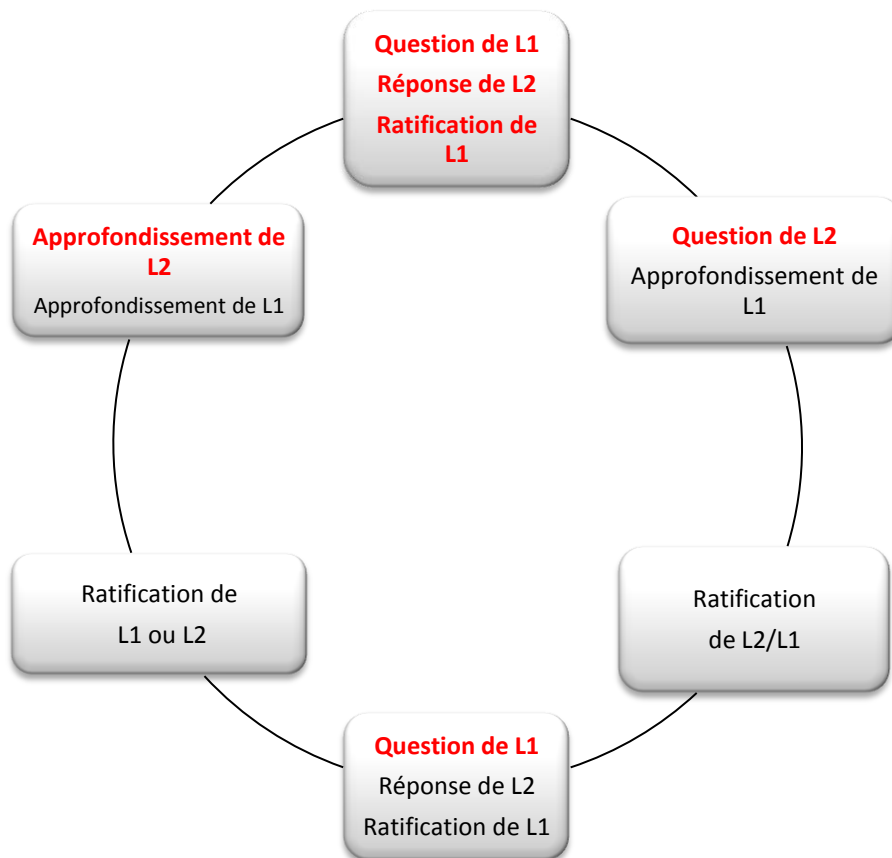 Question de L1
Réponse de L2
Ratification de
L1
Question de L2
Approfondissement de
L1
Ratification
de L2/L1
Question de L1
Réponse de L2
Ratification de L1
Ratification de
L1 ou L2
Approfondissement de
L2
Approfondissement de L1